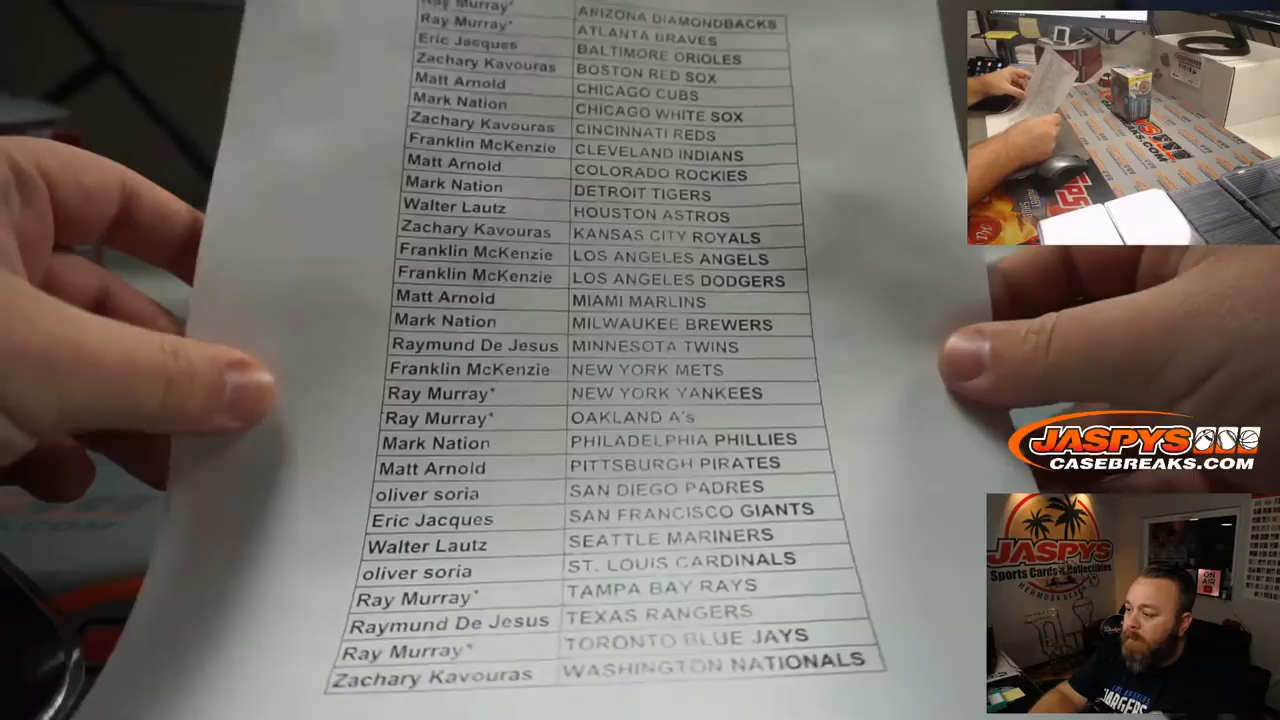 Ray Murray* ARIZONA DIAMONDBACKS
Ray Murray* ATLANTA BRAVES
Eric Jacques BALTIMORE ORIOLES
Zachary Kavouras BOSTON RED SOX
Matt Arnold CHICAGO CUBS
Mark Nation CHICAGO WHITE SOX
Zachary Kavouras CINCINNATI REDS
Franklin McKenzie CLEVELAND INDIANS
Matt Arnold COLORADO ROCKIES
Mark Nation DETROIT TIGERS
Walter Lautz HOUSTON ASTROS
Zachary Kavouras KANSAS CITY ROYALS
Franklin McKenzie LOS ANGELES ANGELS
Franklin McKenzie LOS ANGELES DODGERS
Matt Arnold MIAMI MARLINS
Mark Nation MILWAUKEE BREWERS
Raymund De Jesus MINNESOTA TWINS
Franklin McKenzie NEW YORK METS
Ray Murray* NEW YORK YANKEES
Ray Murray* OAKLAND A's
Mark Nation PHILADELPHIA PHILLIES
Matt Arnold PITTSBURGH PIRATES
oliver soria SAN DIEGO PADRES
Eric Jacques SAN FRANCISCO GIANTS
Walter Lautz SEATTLE MARINERS
oliver soria ST. LOUIS CARDINALS
Ray Murray* TAMPA BAY RAYS
Raymund De Jesus TEXAS RANGERS
Ray Murray* TORONTO BLUE JAYS
Zachary Kavouras WASHINGTON NATIONALS
JASPYS
CASEBREAKS.COM
JASPYS
Sports Cards & Collectibles
HERMOSA BEACH
ON
AIR
LOS ANGELES